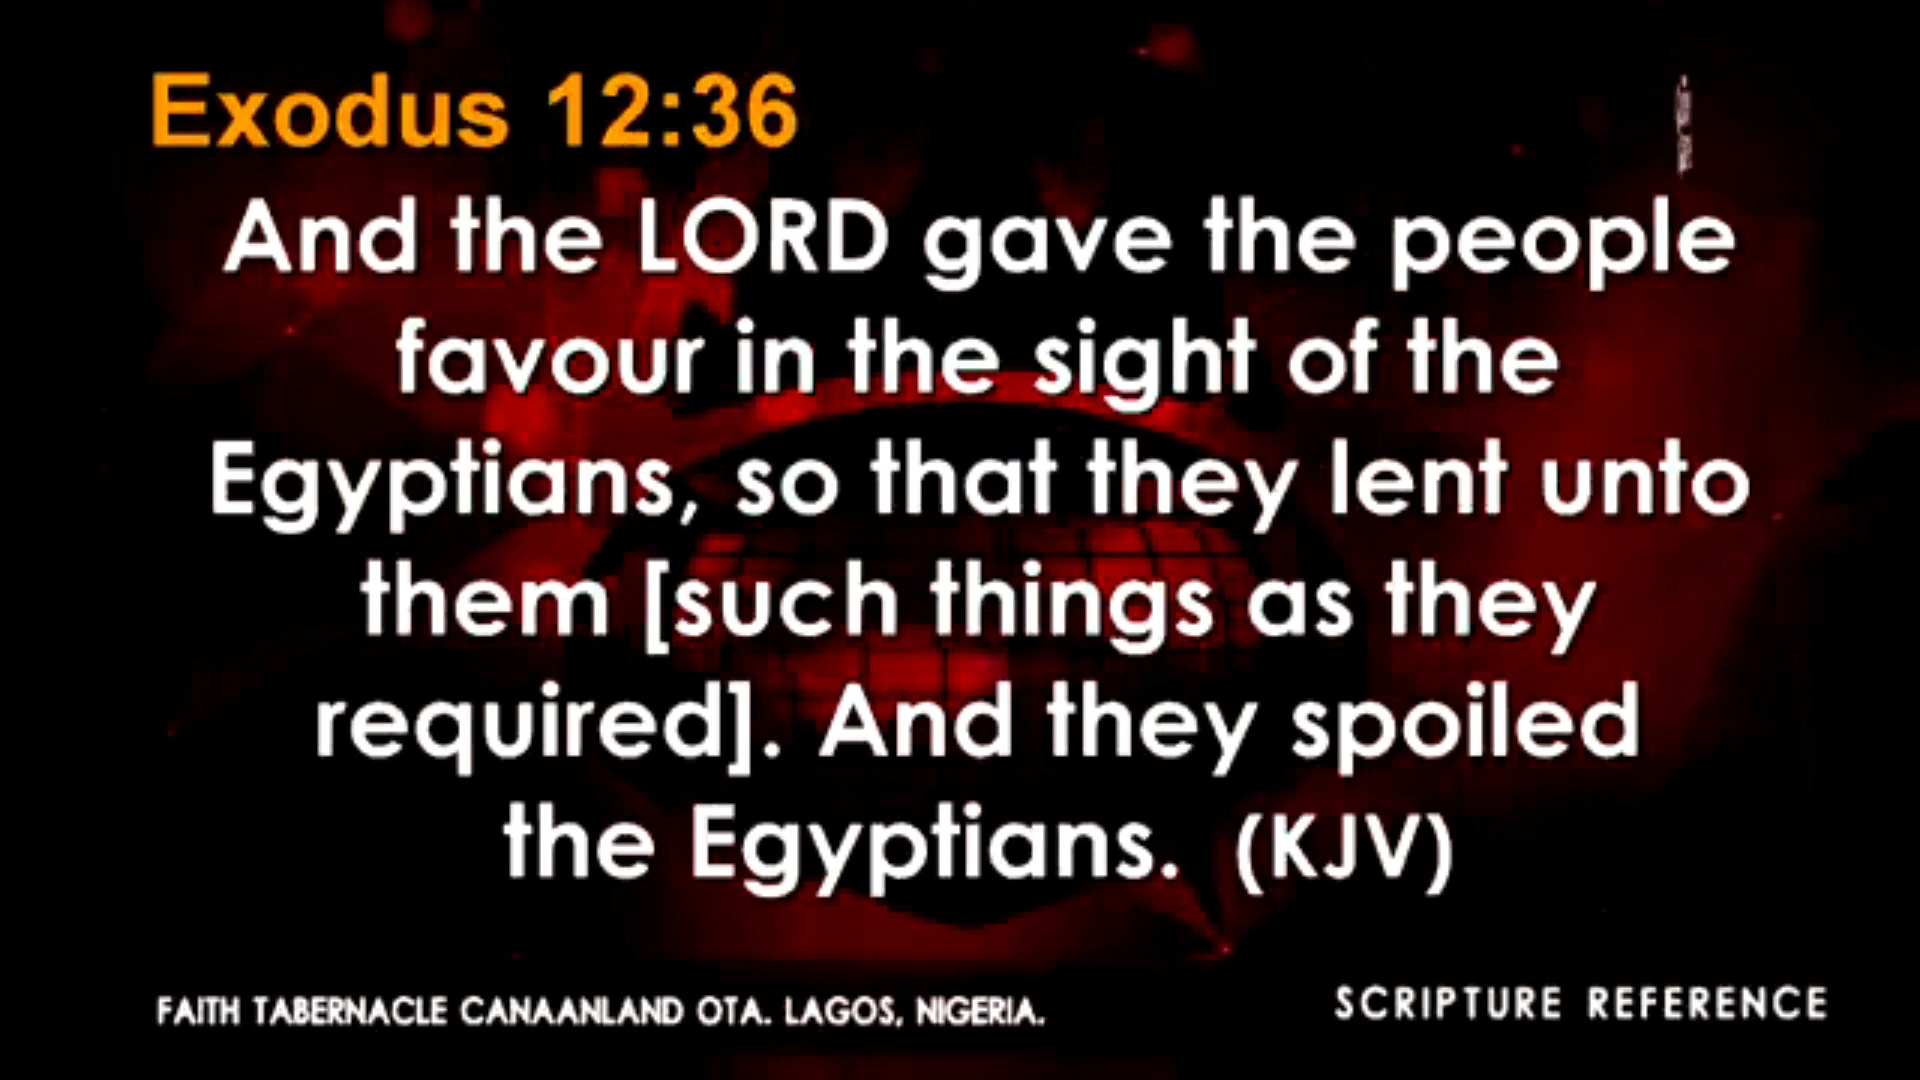 Exodus 12:36
And the LORD gave the people
favour in the sight of the
Egyptians, so that they lent unto
them [such things as they
required]. And they spoiled
the Egyptians. (KJV)
FAITH TABERNACLE CANAANLAND OTA. LAGOS, NIGERIA.
SCRIPTURE REFERENCE